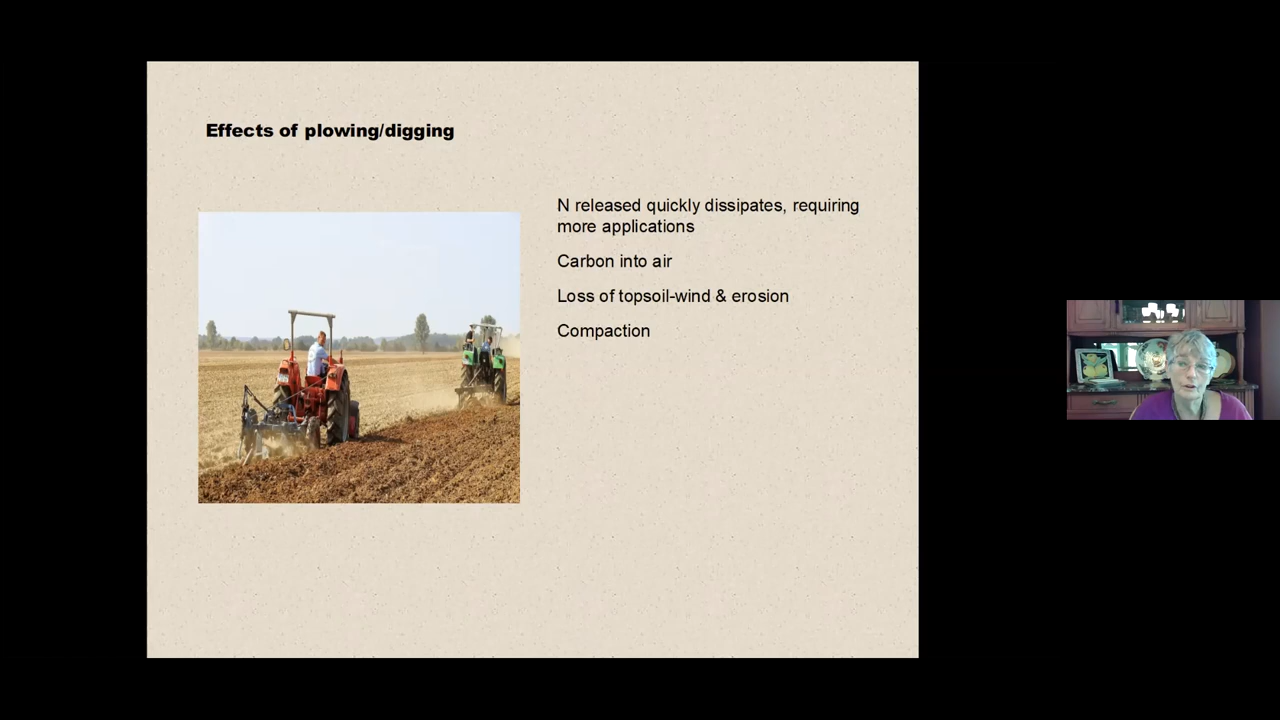 Effects of plowing/digging
N released quickly dissipates, requiring
more applications
Carbon into air
Loss of topsoil-wind & erosion
Compaction